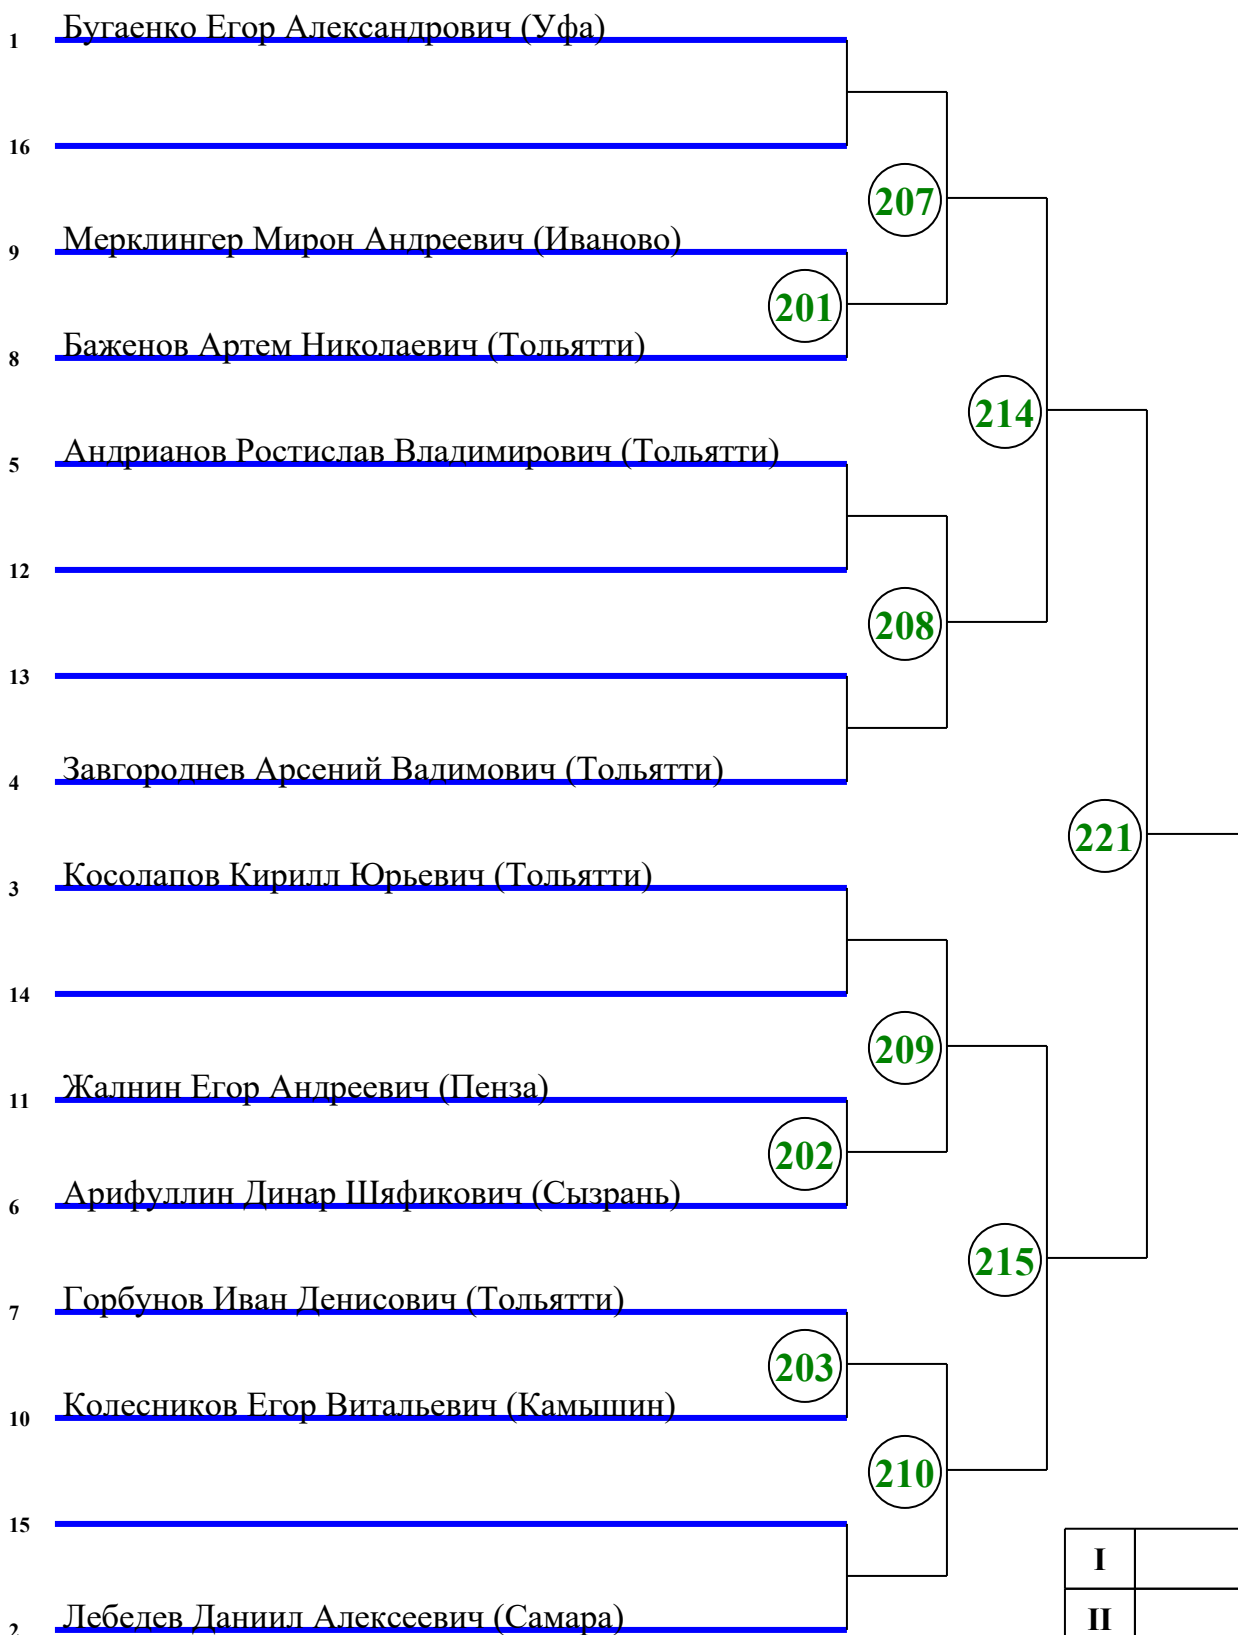 1 Бугаенко Егор Александрович (Уфа)
16
207
9 Мерклингер Мирон Андреевич (Иваново)
201
8 Баженов Артем Николаевич (Тольятти)
214
5 Андрианов Ростислав Владимирович (Тольятти)
12
208
13
4 Завгороднев Арсений Вадимович (Тольятти)
221
3 Косолапов Кирилл Юрьевич (Тольятти)
14
209
11 Жалнин Егор Андреевич (Пенза)
202
6 Арифуллин Динар Шяфикович (Сызрань)
215
7 Горбунов Иван Денисович (Тольятти)
203
10 Колесников Егор Витальевич (Камышин)
210
15
I
2 Лебедев Даниил Алексеевич (Самара)
II